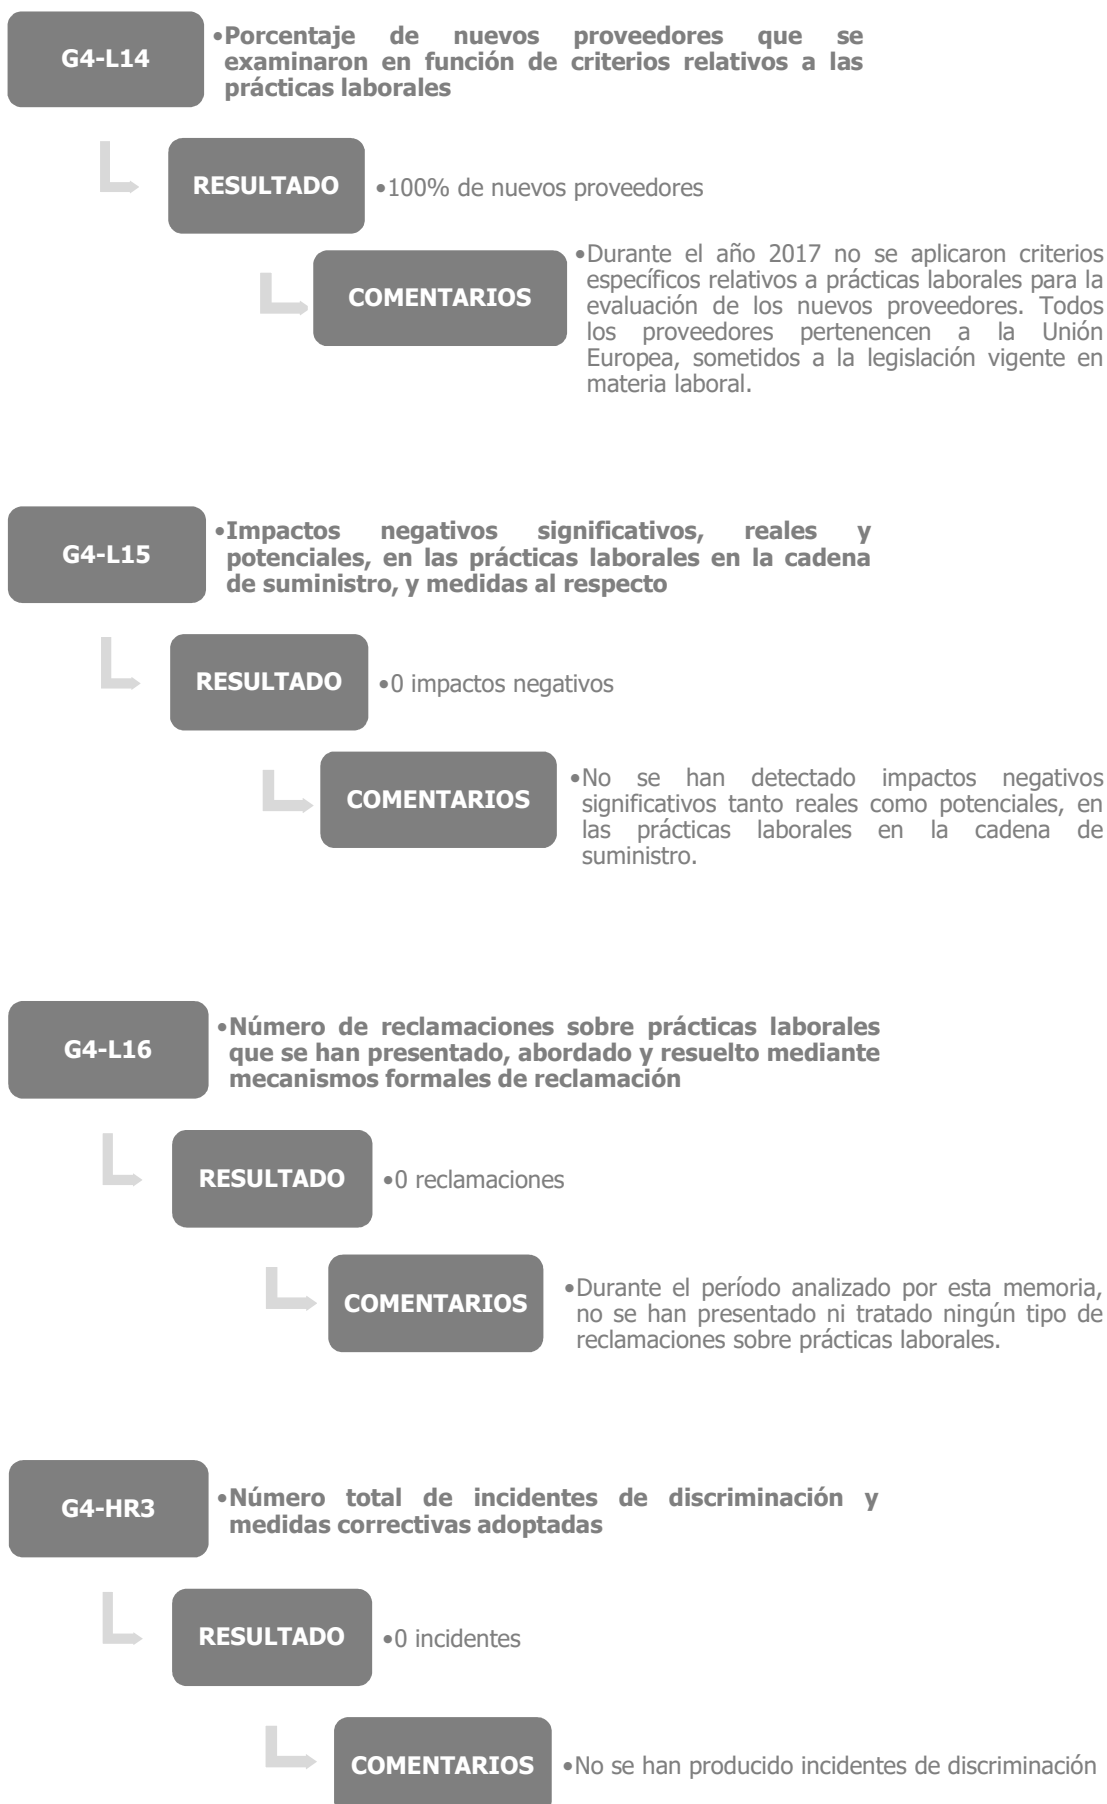 G4-L14
•Porcentaje de nuevos proveedores que se
examinaron en función de criterios relativos a las
prácticas laborales
RESULTADO
•100% de nuevos proveedores
COMENTARIOS
•Durante el año 2017 no se aplicaron criterios
específicos relativos a prácticas laborales para la
evaluación de los nuevos proveedores. Todos
los proveedores pertenencen a la Unión
Europea, sometidos a la legislación vigente en
materia laboral.
G4-L15
•Impactos negativos significativos, reales y
potenciales, en las prácticas laborales en la cadena
de suministro, y medidas al respecto
RESULTADO
•0 impactos negativos
COMENTARIOS
•No se han detectado impactos negativos
significativos tanto reales como potenciales, en
las prácticas laborales en la cadena de
suministro.
G4-L16
•Número de reclamaciones sobre prácticas laborales
que se han presentado, abordado y resuelto mediante
mecanismos formales de reclamación
RESULTADO
•0 reclamaciones
COMENTARIOS
•Durante el período analizado por esta memoria,
no se han presentado ni tratado ningún tipo de
reclamaciones sobre prácticas laborales.
G4-HR3
•Número total de incidentes de discriminación y
medidas correctivas adoptadas
RESULTADO
•0 incidentes
COMENTARIOS
•No se han producido incidentes de discriminación